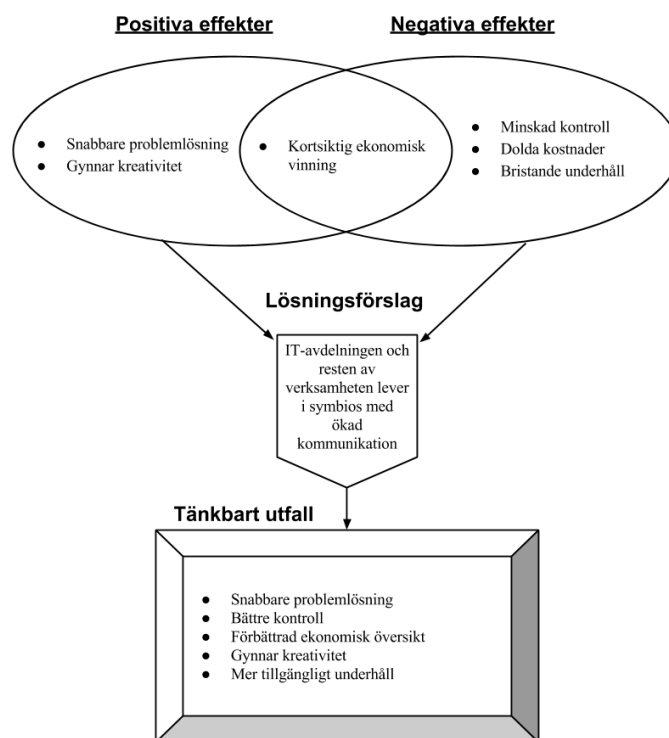 Positiva effekter
Negativa effekter
● Snabbare problemlösning
● Gynnar kreativitet
● Kortsiktig ekonomisk
vinning
● Minskad kontroll
● Dolda kostnader
● Bristande underhåll
Lösningsförslag
IT-avdelningen och
resten av
verksamheten lever
i symbios med
ökad
kommunikation
Tänkbart utfall
● Snabbare problemlösning
● Bättre kontroll
● Förbättrad ekonomisk översikt
● Gynnar kreativitet
● Mer tillgängligt underhåll